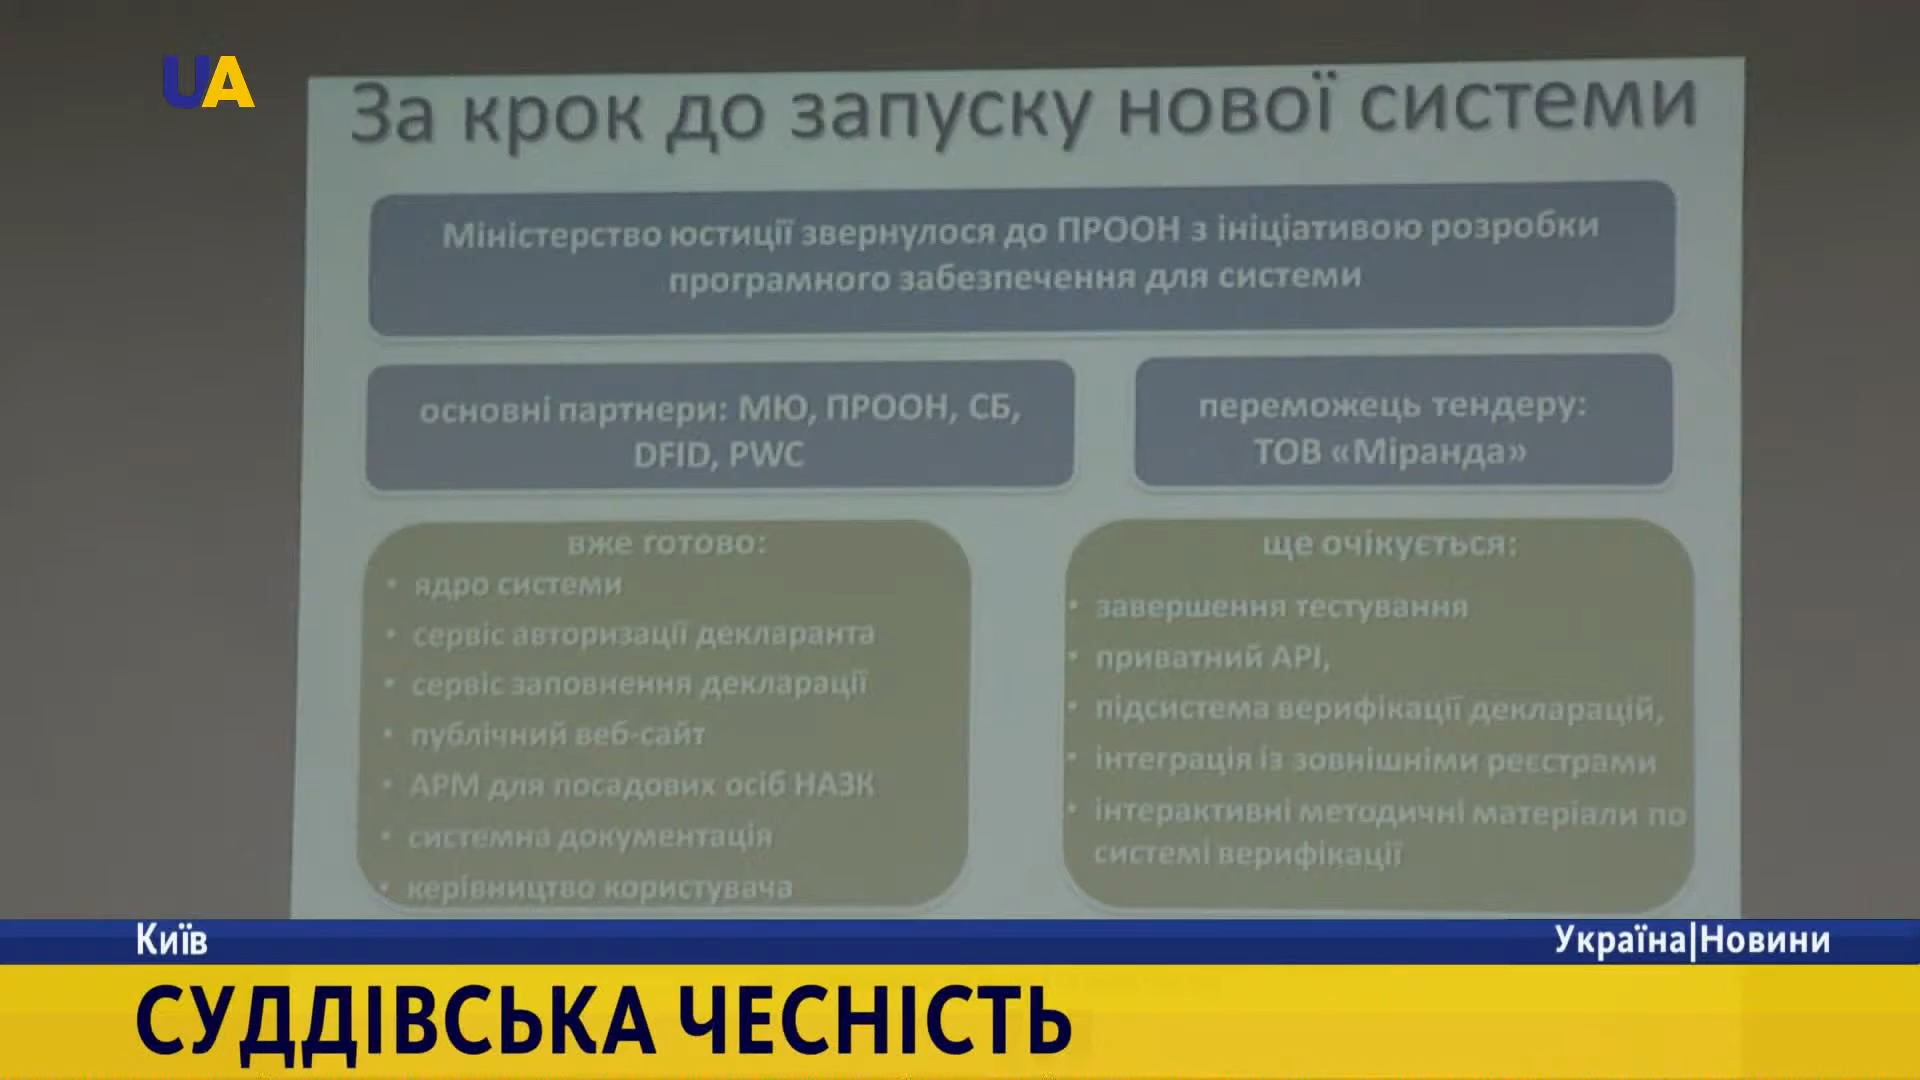 UA
За крок до запуску нової системи
Міністерство юстиції звернулося до ПРООН з ініціативою розробки
програмного забезпечення для системи
основні партнери: МЮ, ПРООН, СБ,
DFID, PWC
переможець тендеру:
ТОВ «Міранда»
вже готово:
• ядро системи
• сервіс авторизації декларанта
• сервіс заповнення декларації
• публічний веб-сайт
• АРМ для посадових осіб НАЗК
• системна документація
• керівництво користувача
ще очікується:
• завершення тестування
• приватний АРІ,
• підсистема верифікації декларацій,
• інтеграція із зовнішніми реєстрами
• інтерактивні методичні матеріали по
системі верифікації
Київ
Україна|Новини
СУДДІВСЬКА ЧЕСНІСТЬ